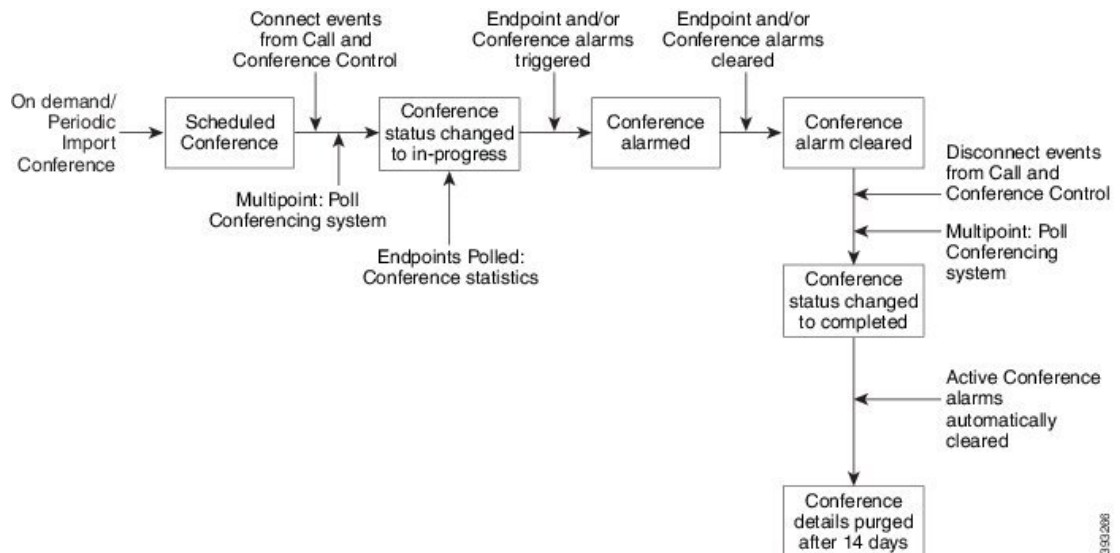 Connect events
from Call and
Conference Control
Endpoint and/or
Conference alarms
triggered
Endpoint and/or
Conference alarms
cleared
On demand/
Periodic
Import
Conference
Scheduled
Conference
Conference
status changed
to in-progress
Conference
alarmed
Conference
alarm cleared
Multipoint: Poll
Conferencing system
Endpoints Polled:
Conference statistics
Disconnect events
from Call and
Conference Control
Multipoint: Poll
Conferencing
system
Conference
status changed
to completed
Active Conference
alarms
automatically
cleared
Conference
details purged
after 14 days
393266